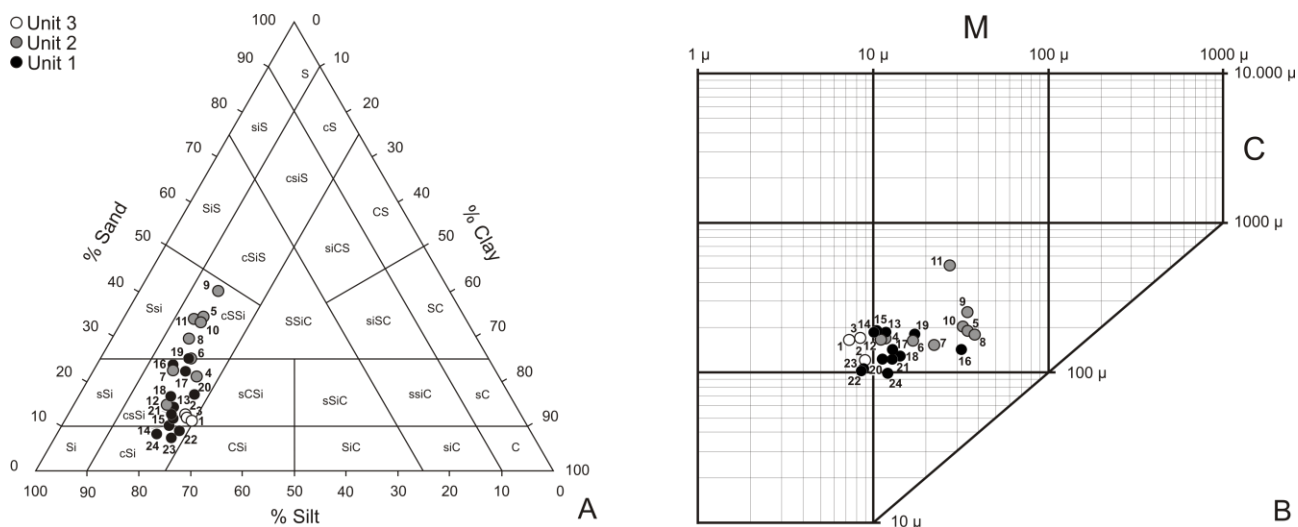 Unit 3
Unit 2
Unit 1
100 0
90 10
S
80 20
siS cS
70 30
csiS
60 40
SiS CS
% Sand % Clay
50 50
siCS
cSiS
40 60
9
Ssi cSSi SSiC siSC SC
11 5
10
30 70
8
19 6
16
20 80
7 17 4
18 20
sSi csSi sCSi sSiC ssiC sC
12 13 2 3
21 1
15
10 90
14 22
24 23
Si cSi CSi SiC siC C
0 100
100 90 80 70 60 50 40 30 20 10 0
% Silt
A
M
1 µ 10 µ 100 µ 1000 µ
10.000 µ
C
1000 µ
11
9
10 5
8
3 14 15 13 19
1 12 4 17 6 7
2 18 16
23 20 21
22 24
100 µ
10 µ
B